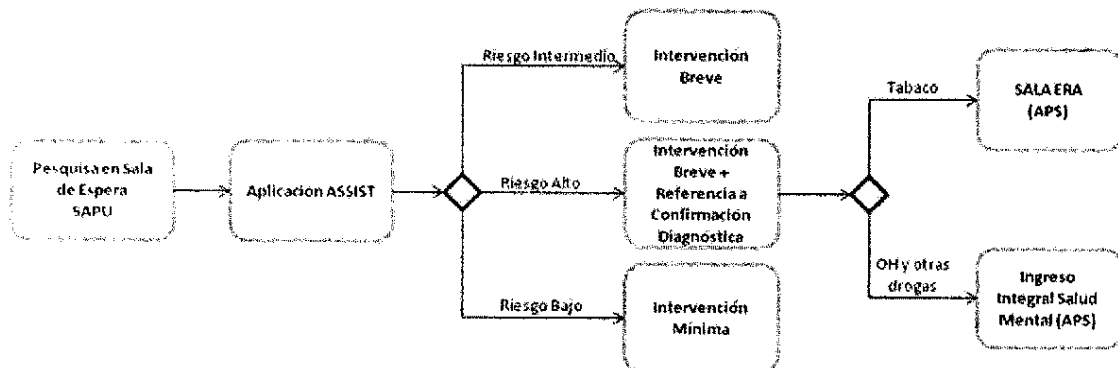 Pesquisa en Sala
de Espera
SAPU
Aplicacion ASSIST
Riesgo Intermedio
Intervención
Breve
Riesgo Alto
Intervención
Breve +
Referencia a
Confirmación
Diagnóstica
Riesgo Bajo
Intervención
Mínima
Tabaco
SALA ERA
(APS)
OH y otras
drogas
Ingreso
Integral Salud
Mental (APS)